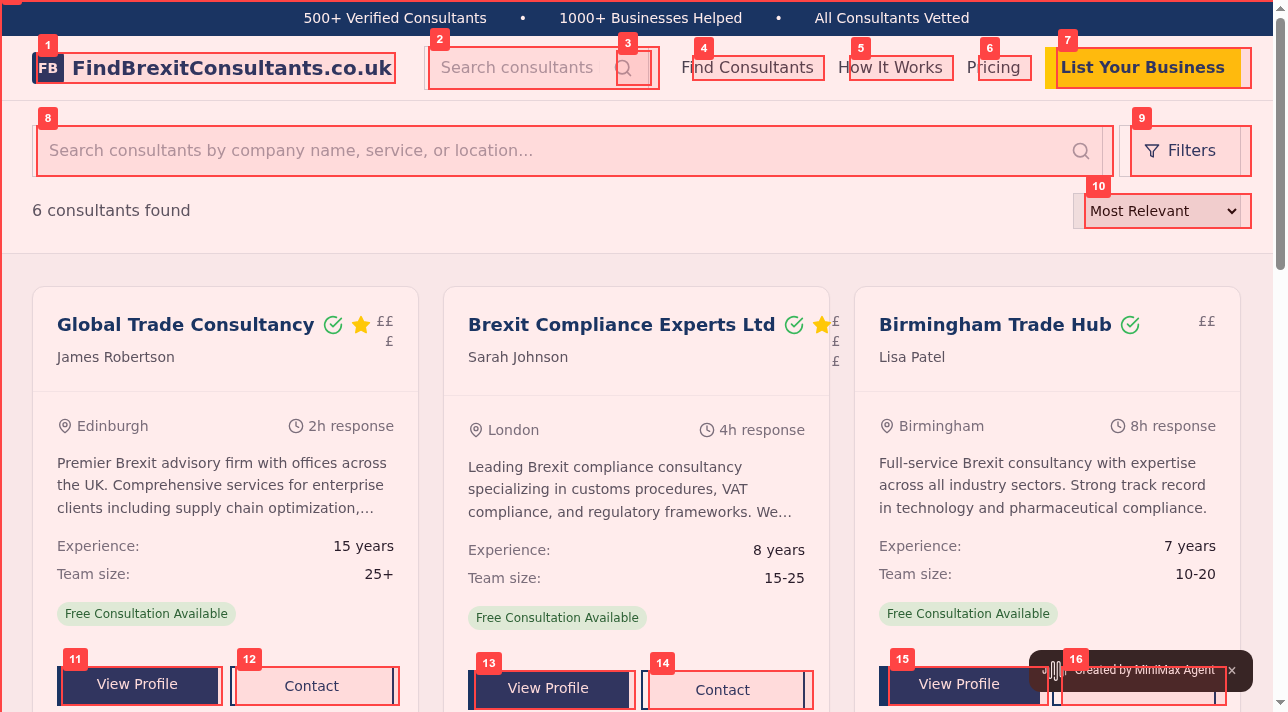 500+ Verified Consultants • 1000+ Businesses Helped • All Consultants Vetted
1 2 3 4 5 6 7
FB FindBrexitConsultants.co.uk Search consultants Find Consultants How It Works Pricing List Your Business
8 9
Search consultants by company name, service, or location... Filters
10
6 consultants found Most Relevant
Global Trade Consultancy £££
James Robertson
Edinburgh 2h response
Premier Brexit advisory firm with offices across
the UK. Comprehensive services for enterprise
clients including supply chain optimization,...
Experience: 15 years
Team size: 25+
Free Consultation Available
11 12
View Profile Contact
Brexit Compliance Experts Ltd £££
Sarah Johnson
London 4h response
Leading Brexit compliance consultancy
specializing in customs procedures, VAT
compliance, and regulatory frameworks. We...
Experience: 8 years
Team size: 15-25
Free Consultation Available
13 14
View Profile Contact
Birmingham Trade Hub ££
Lisa Patel
Birmingham 8h response
Full-service Brexit consultancy with expertise
across all industry sectors. Strong track record
in technology and pharmaceutical compliance.
Experience: 7 years
Team size: 10-20
Free Consultation Available
15 16
View Profile
Created by MiniMax Agent ×